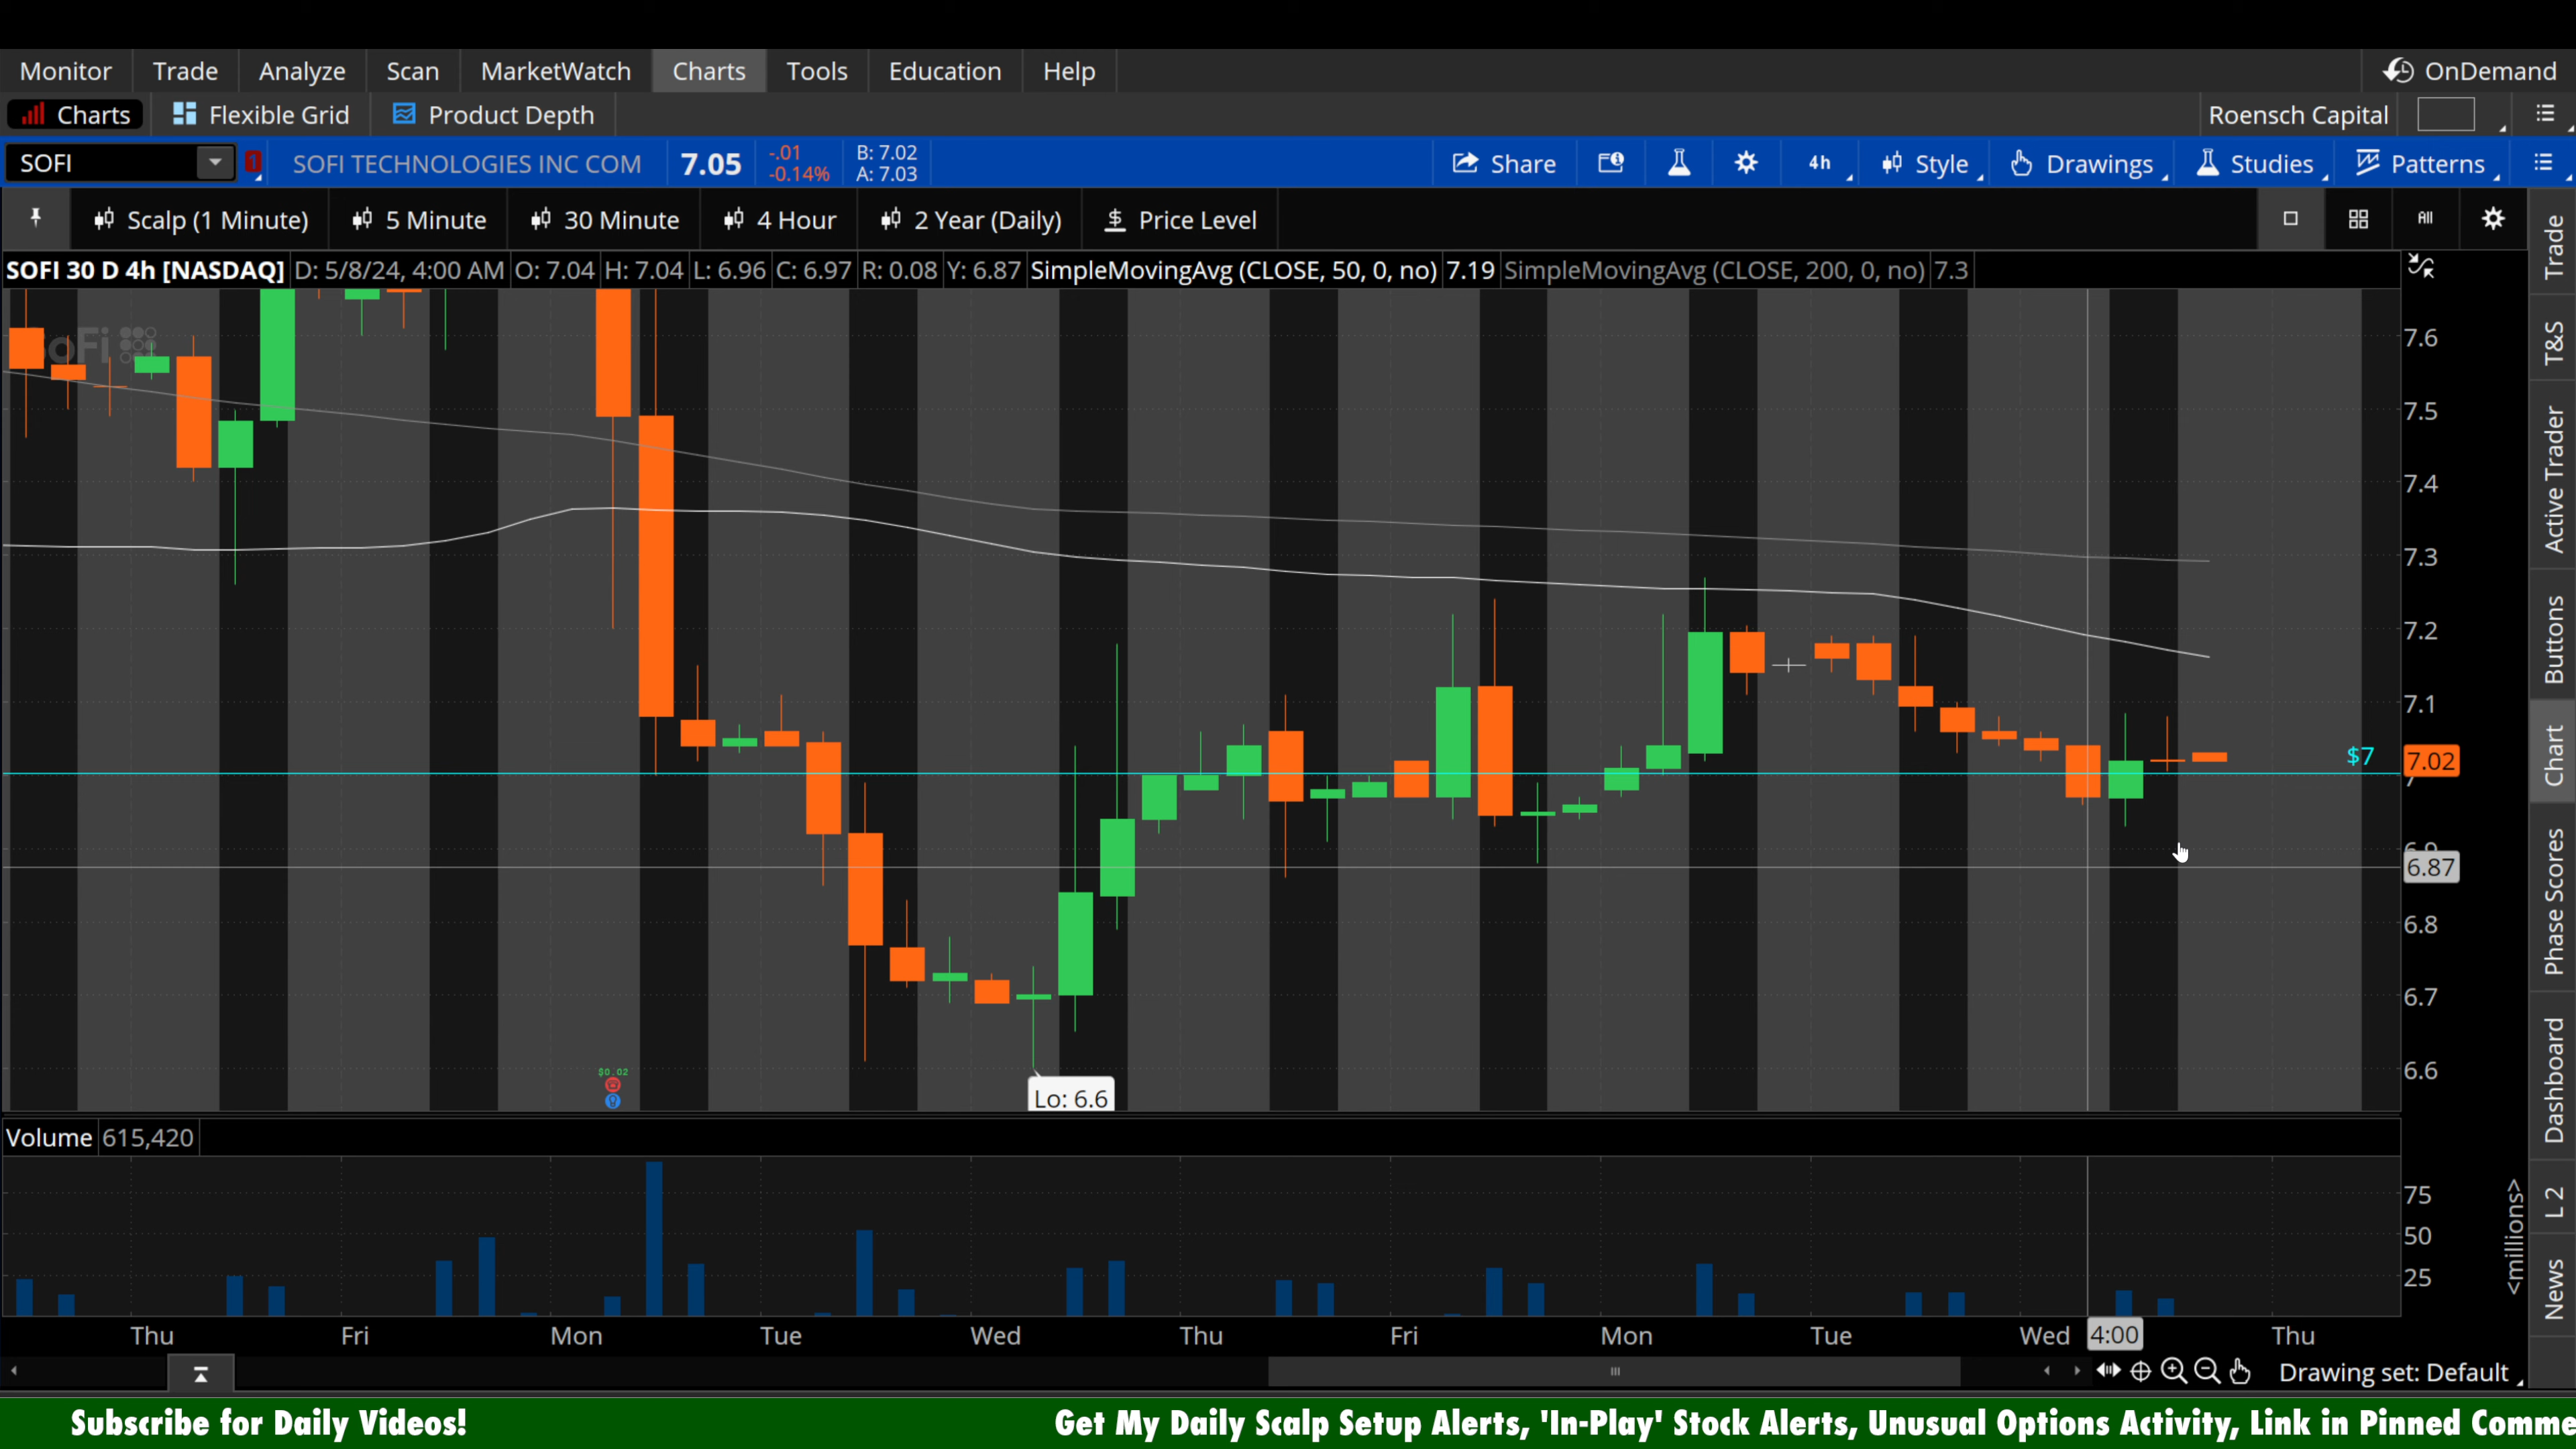 Monitor Trade Analyze Scan MarketWatch Charts Tools Education Help OnDemand
Charts Flexible Grid Product Depth Roensch Capital
SOFI 1 SOFI TECHNOLOGIES INC COM 7.05 -.01 -0.14% B: 7.02 A: 7.03 Share 4h Style Drawings Studies Patterns
Scalp (1 Minute) 5 Minute 30 Minute 4 Hour 2 Year (Daily) $ Price Level All
SOFI 30 D 4h [NASDAQ] D: 5/8/24, 4:00 AM O: 7.04 H: 7.04 L: 6.96 C: 6.97 R: 0.08 Y: 6.87 SimpleMovingAvg (CLOSE, 50, 0, no) 7.19 SimpleMovingAvg (CLOSE, 200, 0, no) 7.3
SoFi
7.6
7.5
7.4
7.3
7.2
7.1
$7 7.02
7
6.9
6.87
6.8
6.7
6.6
$0.02
Lo: 6.6
Volume 615,420
75
50
25
<millions>
Thu Fri Mon Tue Wed Thu Fri Mon Tue Wed 4:00 Thu
Drawing set: Default
Trade
T&S
Active Trader
Buttons
Chart
Phase Scores
Dashboard
L 2
News
Subscribe for Daily Videos! Get My Daily Scalp Setup Alerts, 'In-Play' Stock Alerts, Unusual Options Activity, Link in Pinned Comme